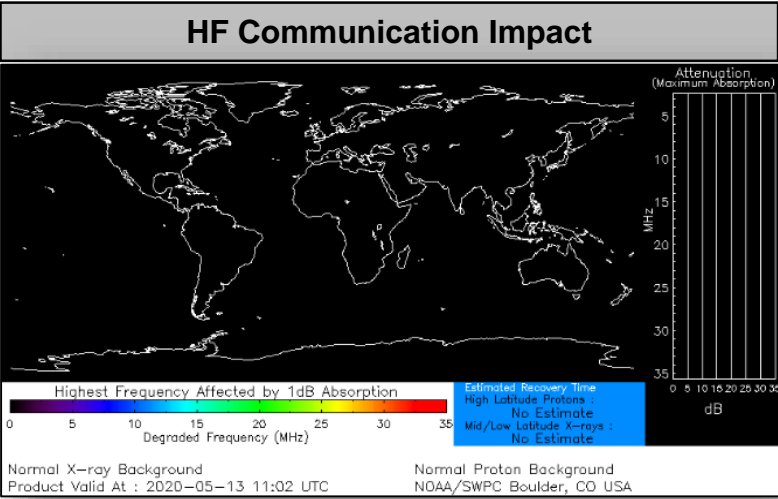 HF Communication Impact
Attenuation
(Maximum Absorption)
5
10
15
20
25
30
35
MHz
0 5 10 15 20 25 30 35
dB
Highest Frequency Affected by 1dB Absorption
0 5 10 15 20 25 30 35
Degraded Frequency (MHz)
Estimated Recovery Time
High Latitude Protons :
No Estimate
Mid/Low Latitude X-rays :
No Estimate
Normal X-ray Background
Product Valid At : 2020-05-13 11:02 UTC
Normal Proton Background
NOAA/SWPC Boulder, CO USA